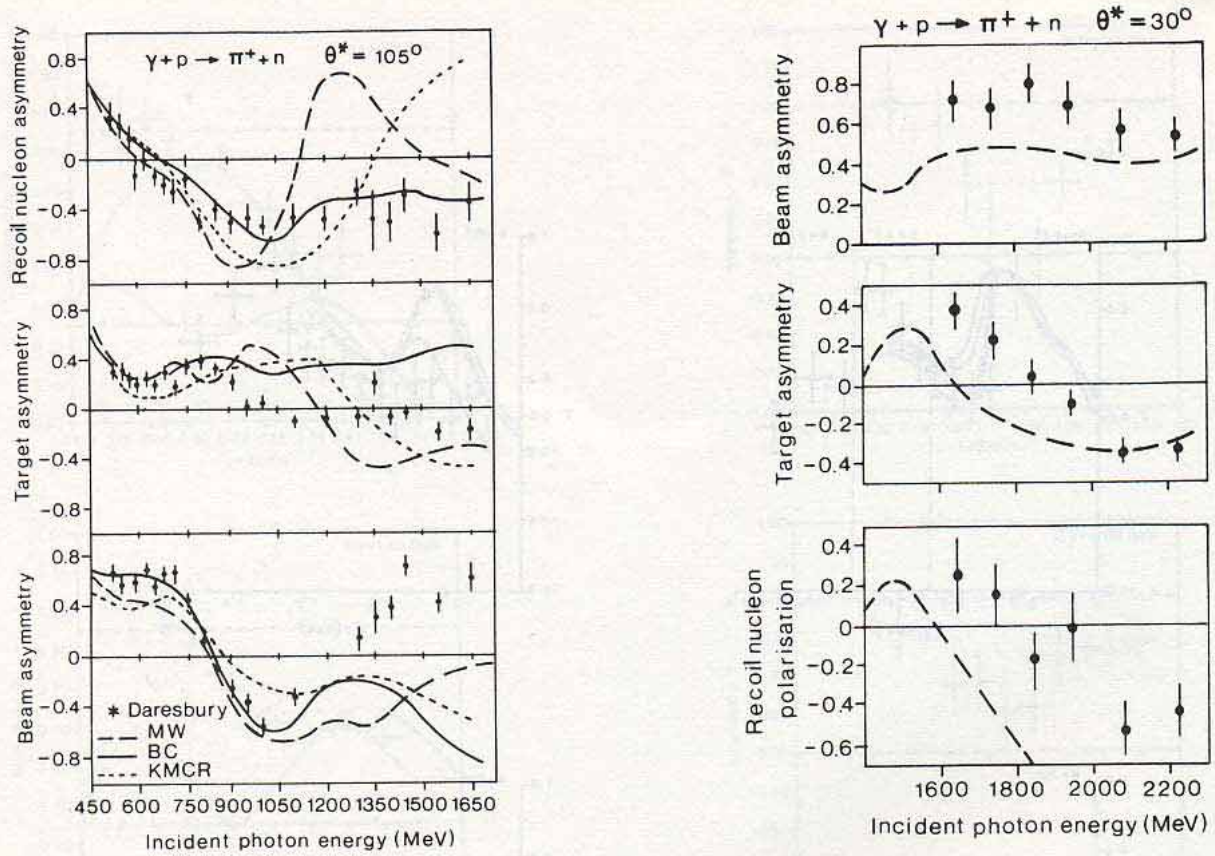 γ+p → π⁺+n θ* = 105⁰
Recoil nucleon asymmetry
0.8
0.4
0
−0.4
−0.8
Target asymmetry
0.8
0.4
0
−0.4
−0.8
Beam asymmetry
0.8
0.4
0
−0.4
−0.8
Daresbury
MW
BC
KMCR
450 600 750 900 1050 1200 1350 1500 1650
Incident photon energy (MeV)
γ + p → π⁺ + n θ* = 30⁰
Beam asymmetry
0.8
0.6
0.4
0.2
0
Target asymmetry
0.4
0.2
0
−0.2
−0.4
Recoil nucleon
polarisation
0.4
0.2
0
−0.2
−0.4
−0.6
1600 1800 2000 2200
Incident photon energy (MeV)